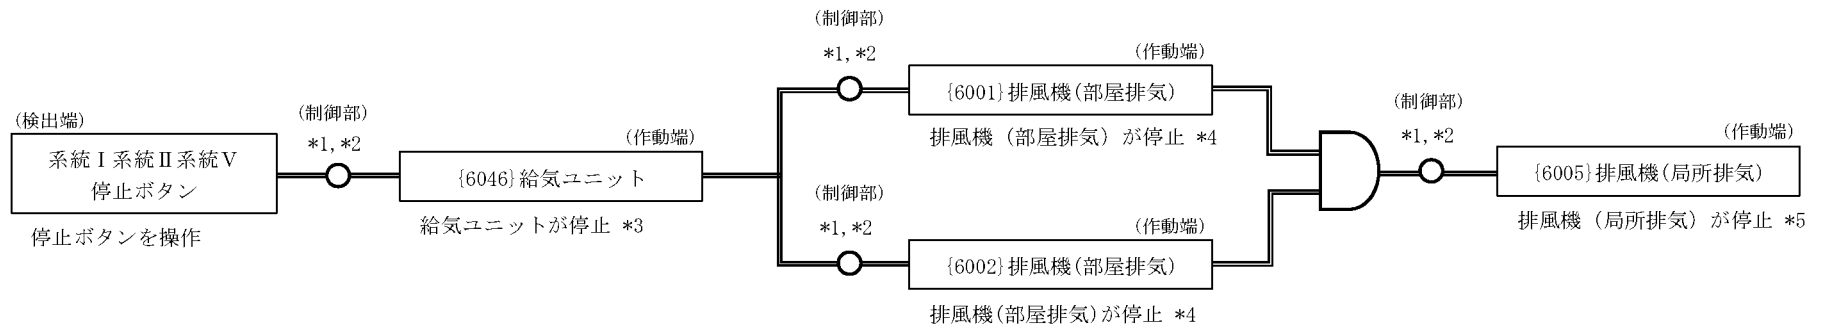 (検出端)
系統Ⅰ系統Ⅱ系統Ⅴ
停止ボタン
停止ボタンを操作
(制御部)
*1, *2
(作動端)
{6046}給気ユニット
給気ユニットが停止 *3
(制御部)
*1, *2
(作動端)
{6001}排風機(部屋排気)
排風機（部屋排気）が停止 *4
(制御部)
*1, *2
(作動端)
{6002}排風機(部屋排気)
排風機(部屋排気)が停止 *4
(制御部)
*1, *2
(作動端)
{6005}排風機(局所排気)
排風機（局所排気）が停止 *5